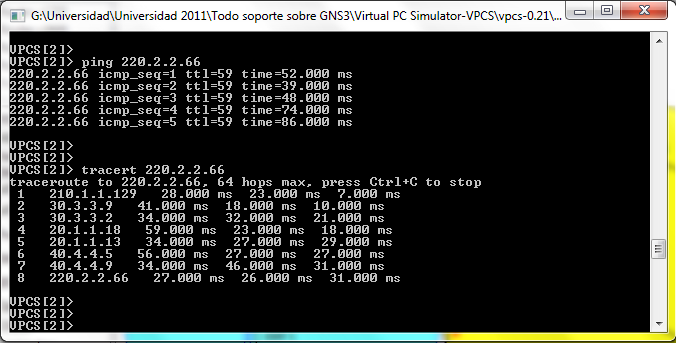 G:\Universidad\Universidad 2011\Todo soporte sobre GNS3\Virtual PC Simulator-VPCS\vpcs-0.21\...
VPCS[2]>
VPCS[2]> ping 220.2.2.66
220.2.2.66 icmp_seq=1 ttl=59 time=52.000 ms
220.2.2.66 icmp_seq=2 ttl=59 time=39.000 ms
220.2.2.66 icmp_seq=3 ttl=59 time=48.000 ms
220.2.2.66 icmp_seq=4 ttl=59 time=74.000 ms
220.2.2.66 icmp_seq=5 ttl=59 time=86.000 ms
VPCS[2]>
VPCS[2]>
VPCS[2]> tracert 220.2.2.66
traceroute to 220.2.2.66, 64 hops max, press Ctrl+C to stop
1 210.1.1.129 28.000 ms 23.000 ms 7.000 ms
2 30.3.3.9 41.000 ms 18.000 ms 10.000 ms
3 30.3.3.2 34.000 ms 32.000 ms 21.000 ms
4 20.1.1.18 59.000 ms 23.000 ms 18.000 ms
5 20.1.1.13 34.000 ms 27.000 ms 29.000 ms
6 40.4.4.5 56.000 ms 27.000 ms 27.000 ms
7 40.4.4.9 34.000 ms 46.000 ms 31.000 ms
8 220.2.2.66 27.000 ms 26.000 ms 31.000 ms
VPCS[2]>
VPCS[2]>
VPCS[2]>